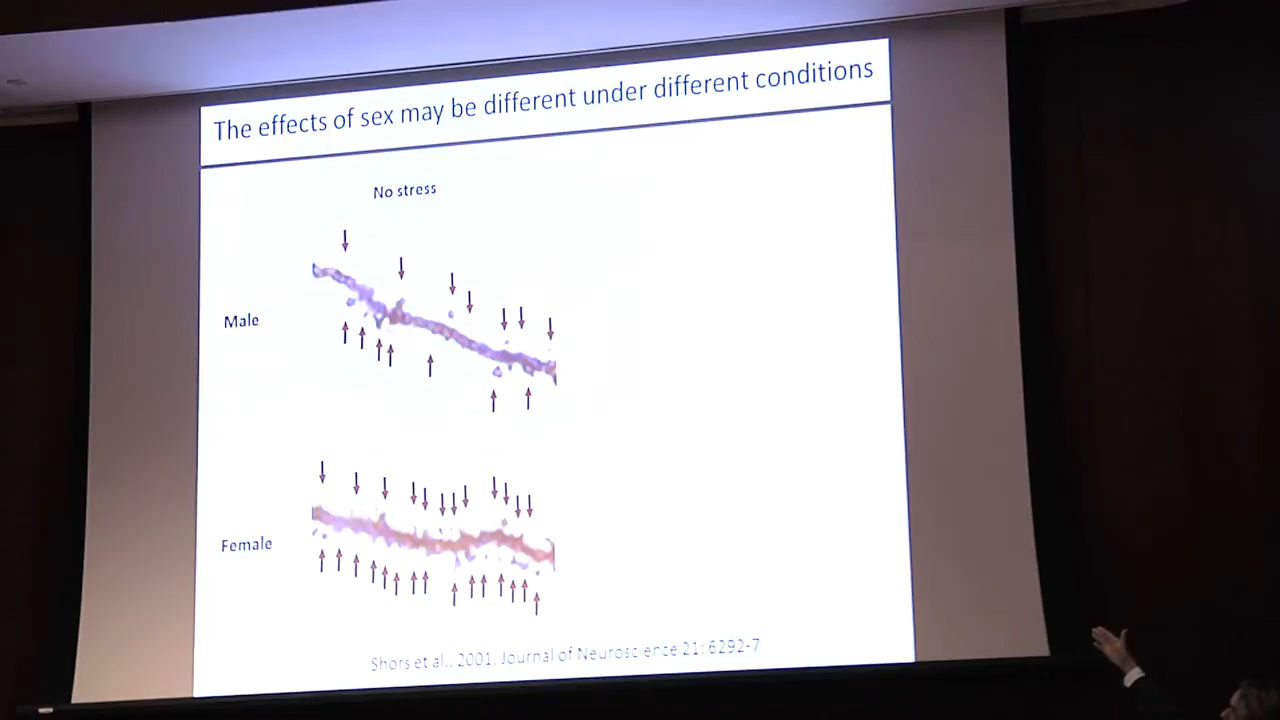 The effects of sex may be different under different conditions
No stress
Male
Female
Shors et al., 2001, Journal of Neuroscience 21: 6292-7